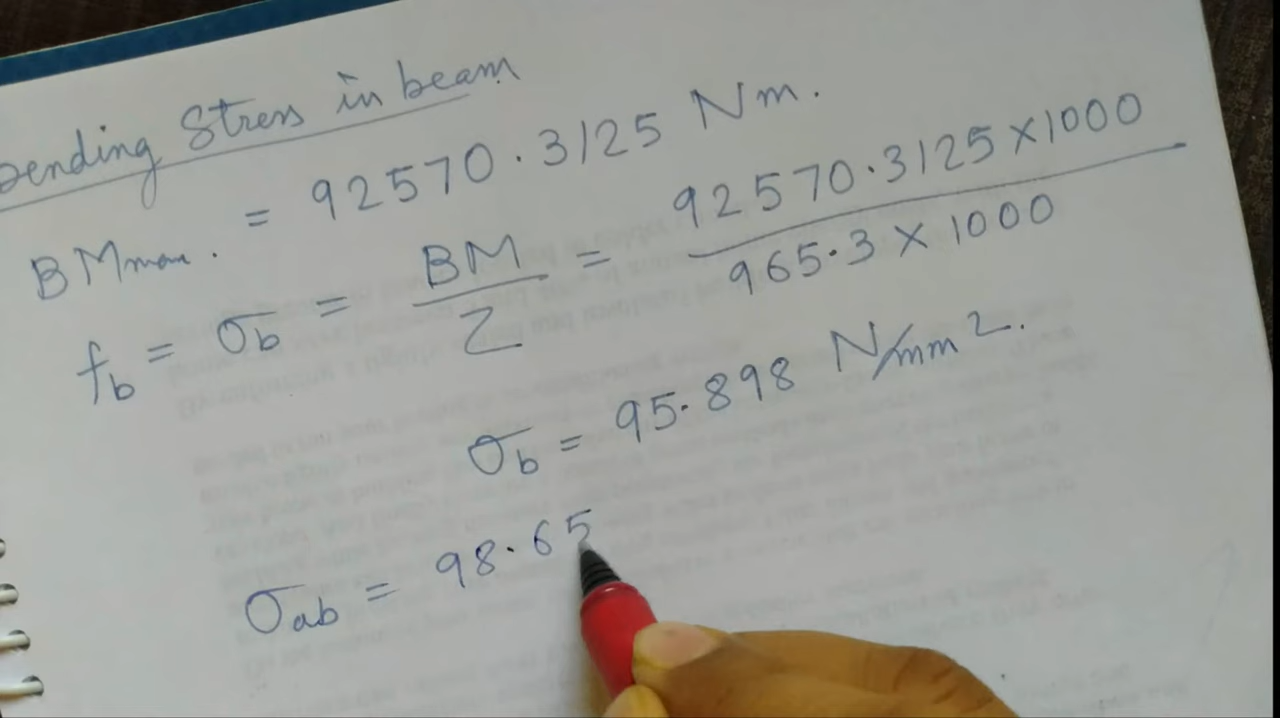 bending Stress in beam
BMmax. = 92570.3125 Nm.
fb = σb = BM/Z = 92570.3125×1000/965.3 × 1000
σb = 95.898 N/mm².
σab = 98.65